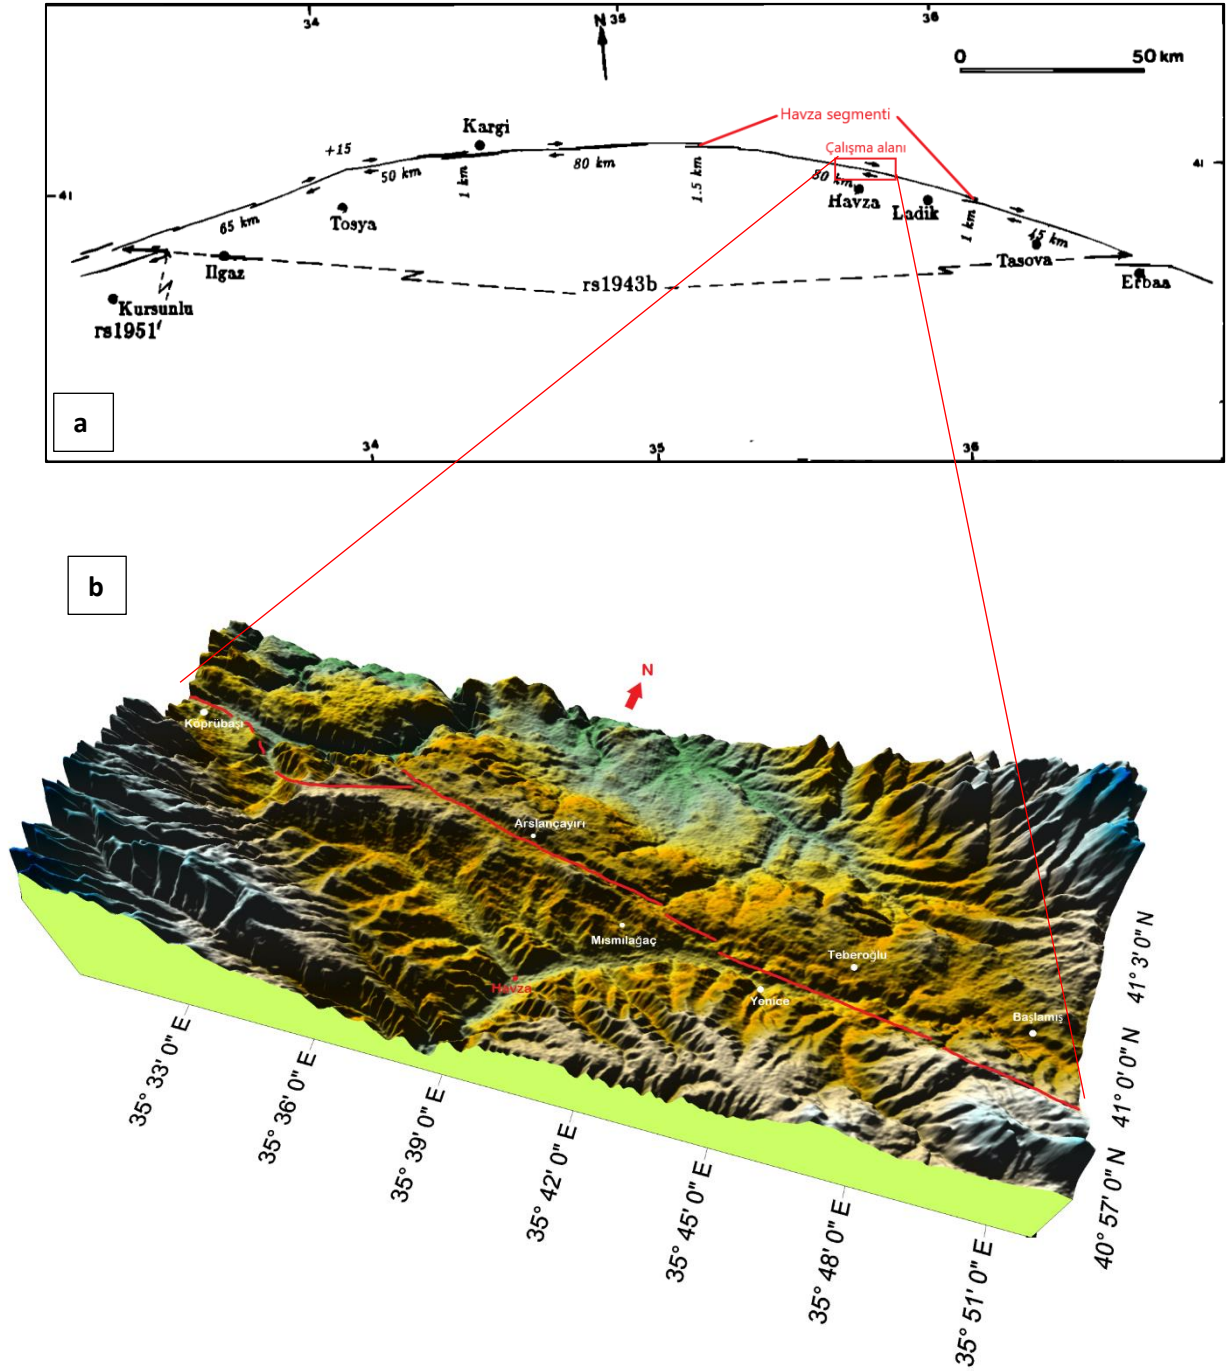 34
N
35
36
0 50 km
Kargi
Havza segmenti
+15
Çalışma alanı
80 km
50 km
1 km
1.5 km
80 km
41
41
Havza
Ladik
65 km
Tosya
1 km
45 km
Tasova
Ilgaz
rs1943b
Erbaa
Kursunlu
rs1951'
a
34
35
36
b
N
Köprübaşı
Arslançayırı
Mısmılağaç
Teberoğlu
Havza
Yenice
Başlamış
35° 33' 0" E
35° 36' 0" E
35° 39' 0" E
35° 42' 0" E
35° 45' 0" E
35° 48' 0" E
35° 51' 0" E
40° 57' 0" N
41° 0' 0" N
41° 3' 0" N